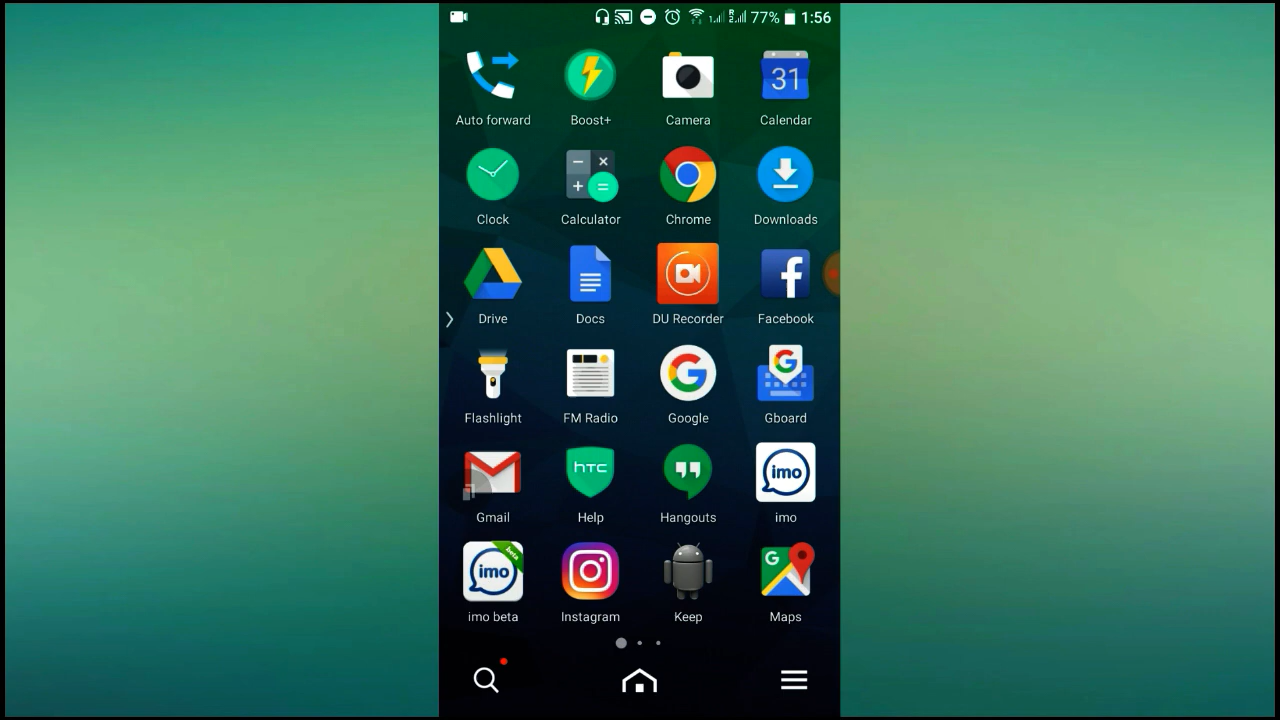 77% 1:56
Auto forward Boost+ Camera Calendar
31
Clock Calculator Chrome Downloads
Drive Docs DU Recorder Facebook
Flashlight FM Radio Google Gboard
hTC imo
Gmail Help Hangouts imo
beta
imo
imo beta Instagram Keep Maps